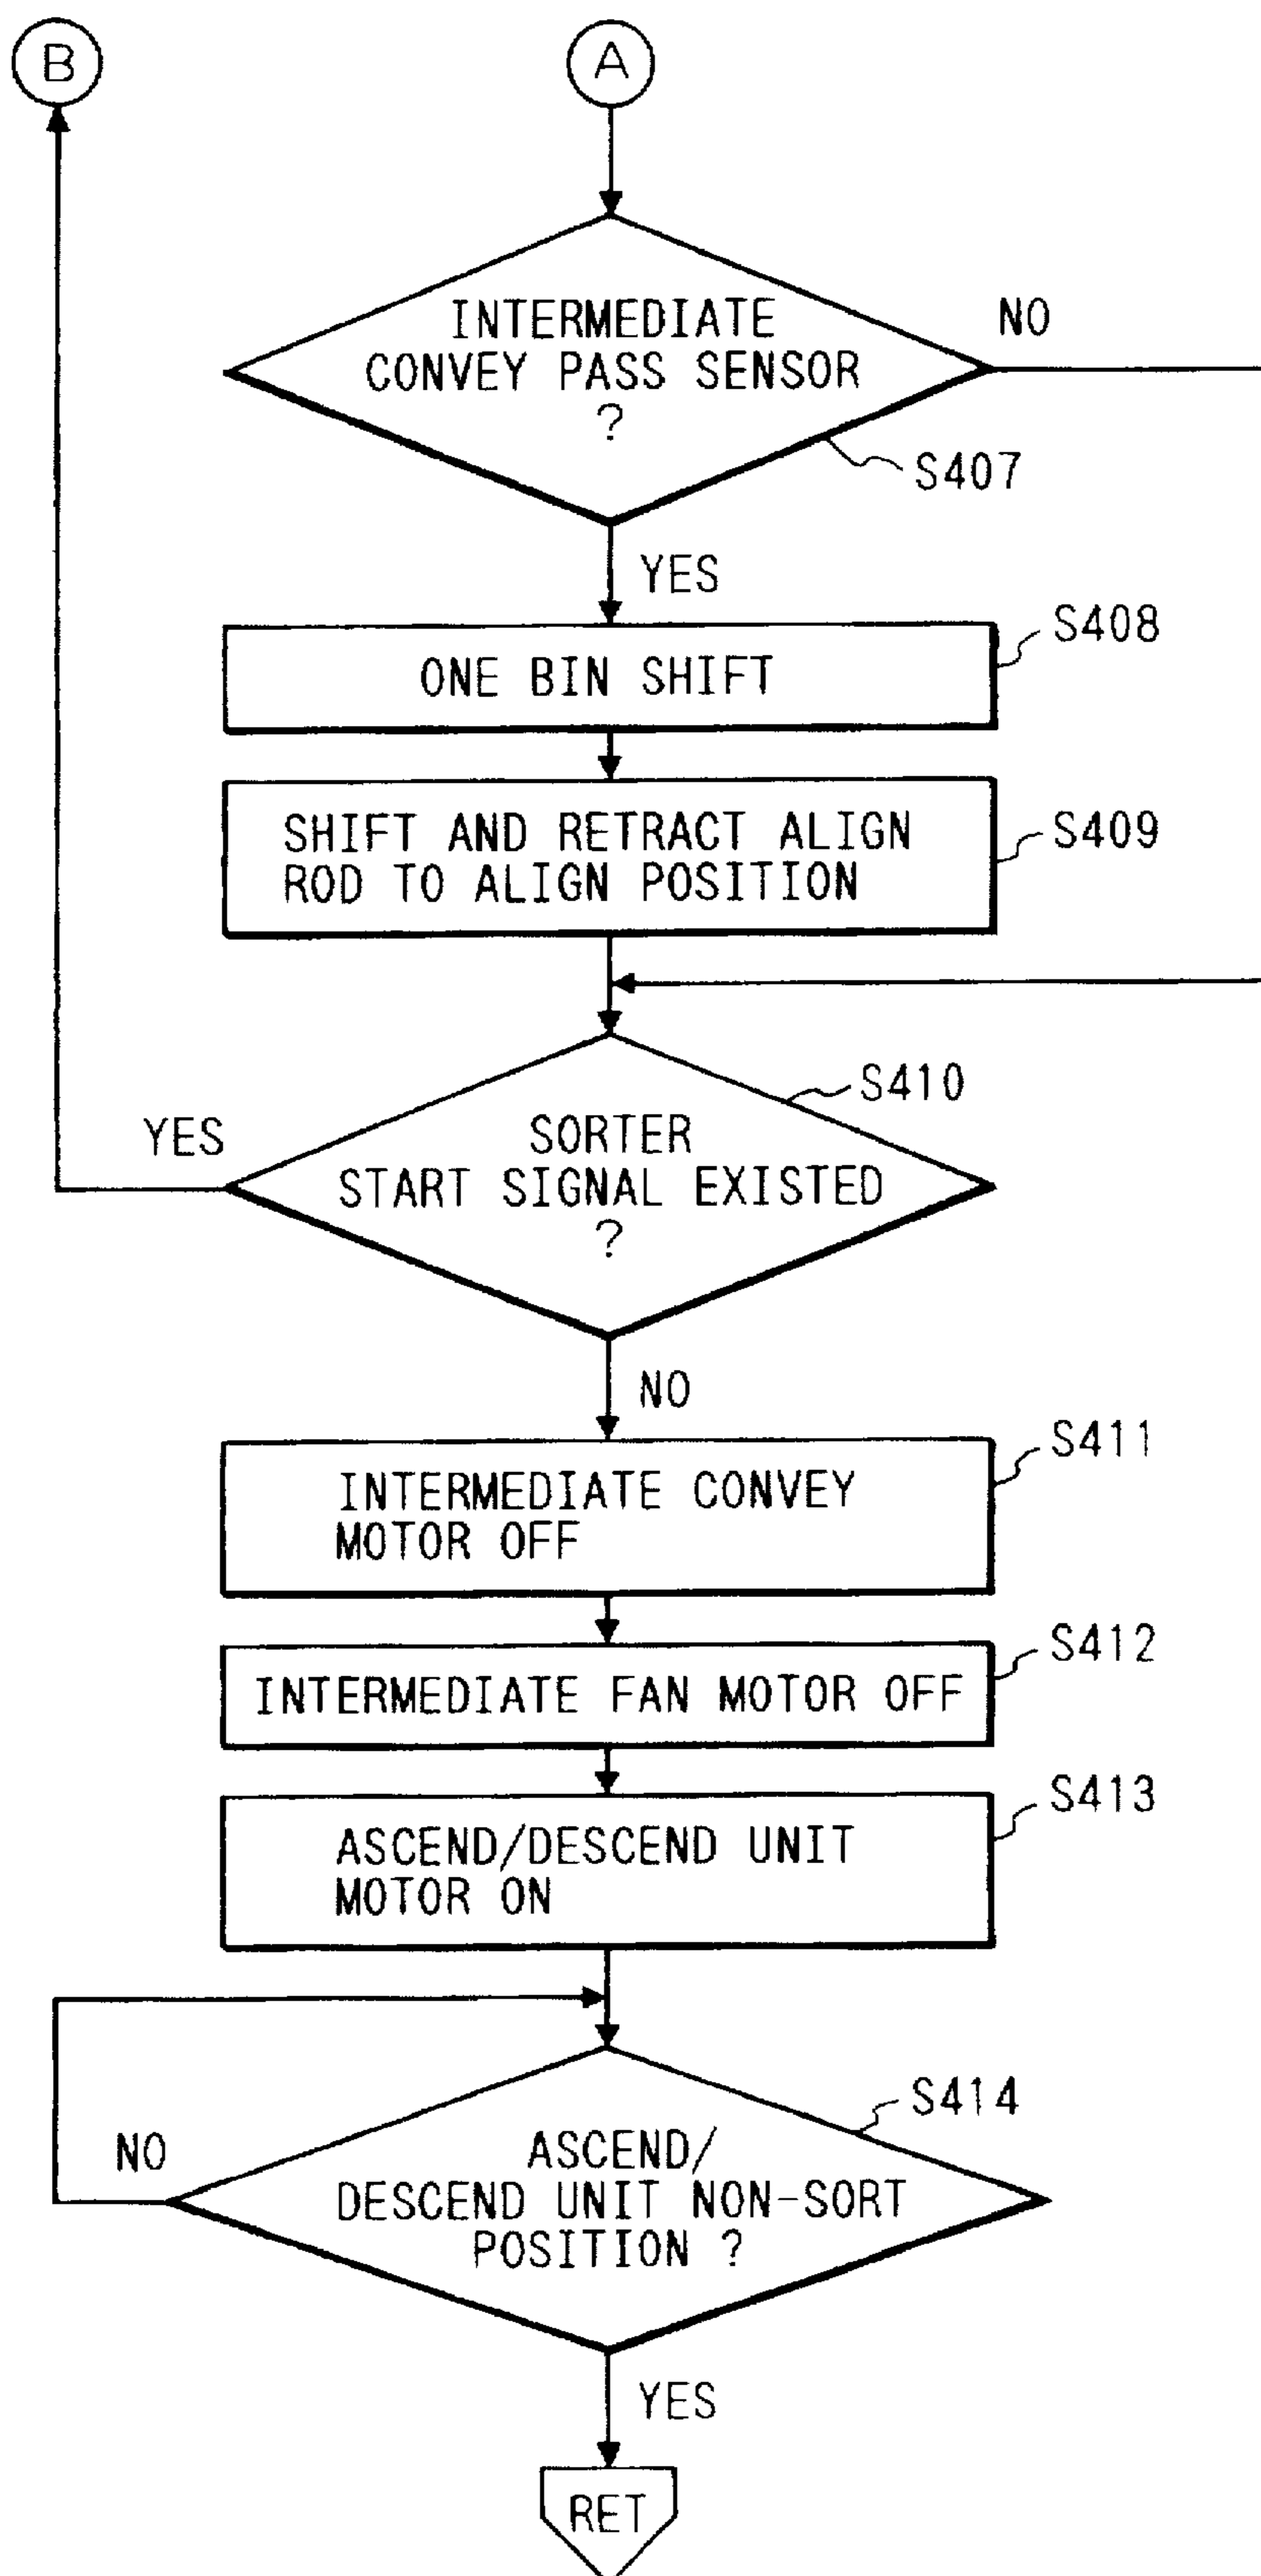 B
A
INTERMEDIATE
CONVEY PASS SENSOR
?
NO
S407
YES
ONE BIN SHIFT
S408
SHIFT AND RETRACT ALIGN
ROD TO ALIGN POSITION
S409
S410
YES
SORTER
START SIGNAL EXISTED
?
NO
S411
INTERMEDIATE CONVEY
MOTOR OFF
S412
INTERMEDIATE FAN MOTOR OFF
S413
ASCEND/DESCEND UNIT
MOTOR ON
S414
NO
ASCEND/
DESCEND UNIT NON-SORT
POSITION ?
YES
RET